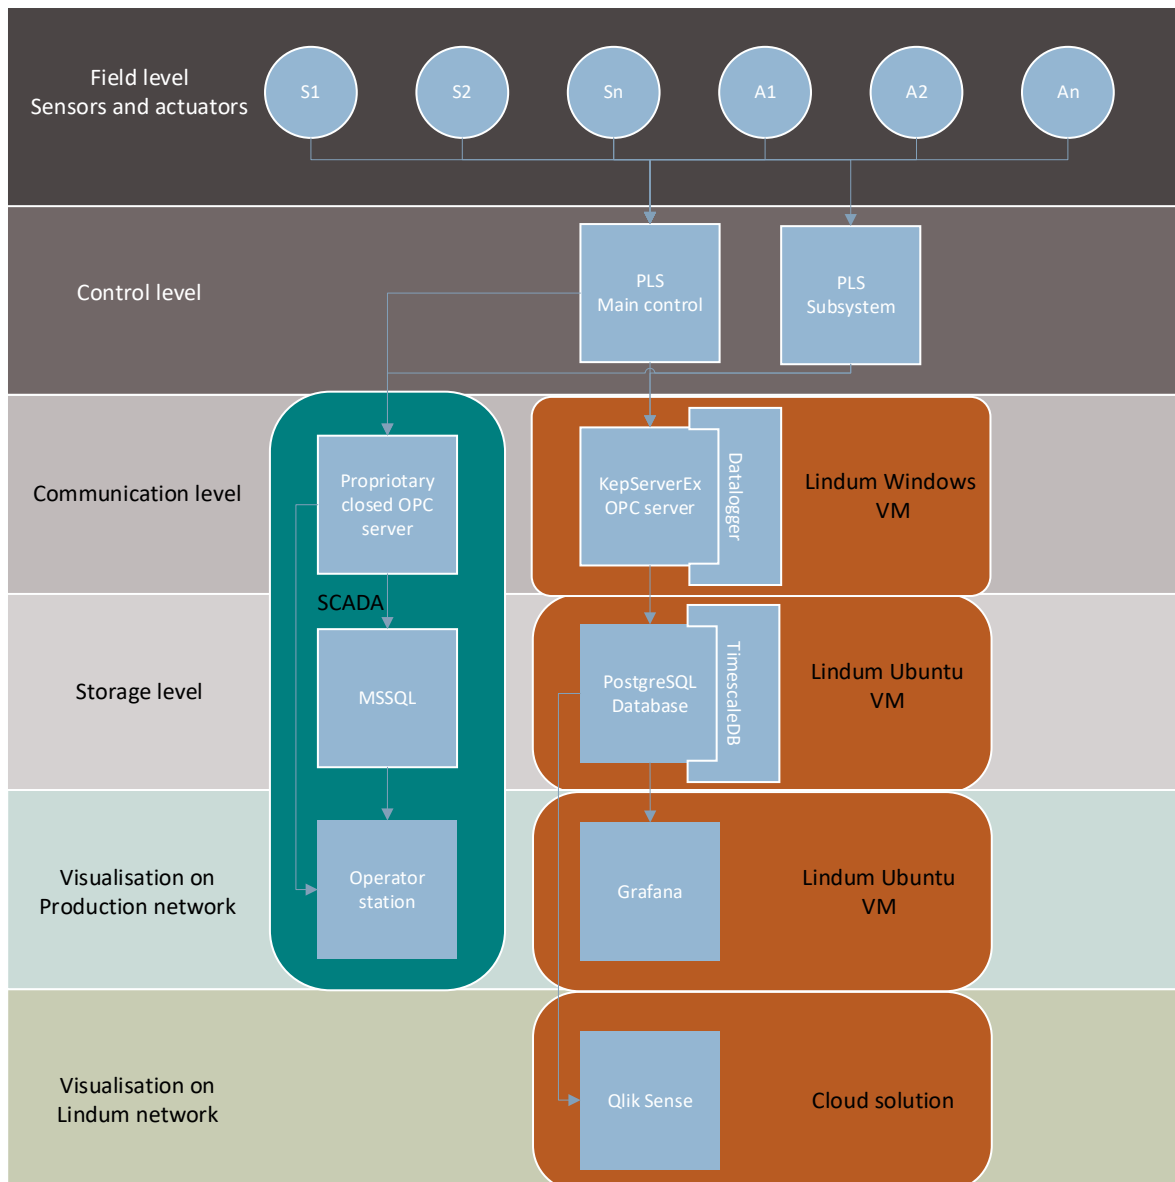 Field level
Sensors and actuators
S1
S2
Sn
A1
A2
An
Control level
PLS
Main control
PLS
Subsystem
Communication level
Propriotary
closed OPC
server
KepServerEx
OPC server
Datalogger
Lindum Windows
VM
SCADA
Storage level
MSSQL
PostgreSQL
Database
TimescaleDB
Lindum Ubuntu
VM
Visualisation on
Production network
Operator
station
Grafana
Lindum Ubuntu
VM
Visualisation on
Lindum network
Qlik Sense
Cloud solution